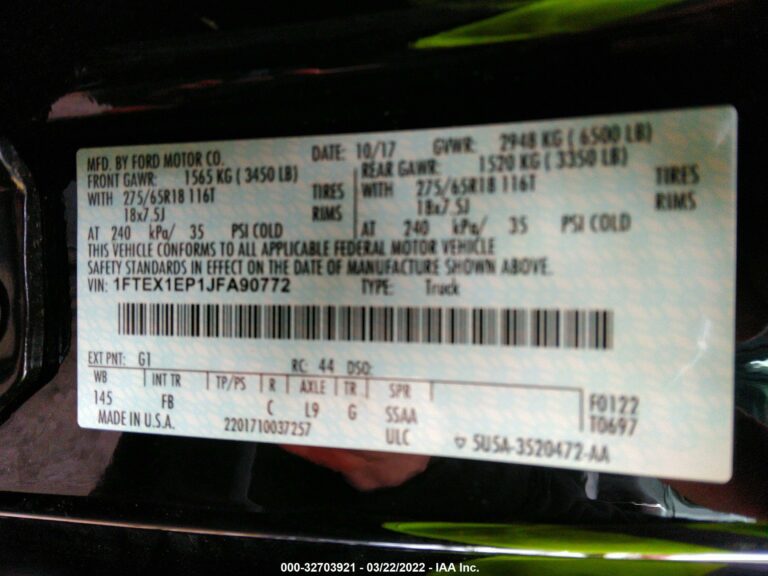 MFD. BY FORD MOTOR CO. DATE: 10/17 GVWR: 2948 KG ( 6500 LB)
FRONT GAWR: 1565 KG ( 3450 LB) REAR GAWR: 1520 KG ( 3350 LB)
WITH 275/65R18 116T TIRES WITH 275/65R18 116T TIRES
18x7.5J RIMS 18x7.5J RIMS
AT 240 kPa/ 35 PSI COLD AT 240 kPa/ 35 PSI COLD
THIS VEHICLE CONFORMS TO ALL APPLICABLE FEDERAL MOTOR VEHICLE
SAFETY STANDARDS IN EFFECT ON THE DATE OF MANUFACTURE SHOWN ABOVE.
VIN: 1FTEX1EP1JFA90772 TYPE: Truck
EXT PNT: G1 RC: 44 DSO:
WB INT TR TP/PS R AXLE TR SPR
145 FB C L9 G SSAA F0122
MADE IN U.S.A. 2201710037257 ULC T0697
5U5A-3520472-AA
000-32703921 - 03/22/2022 - IAA Inc.